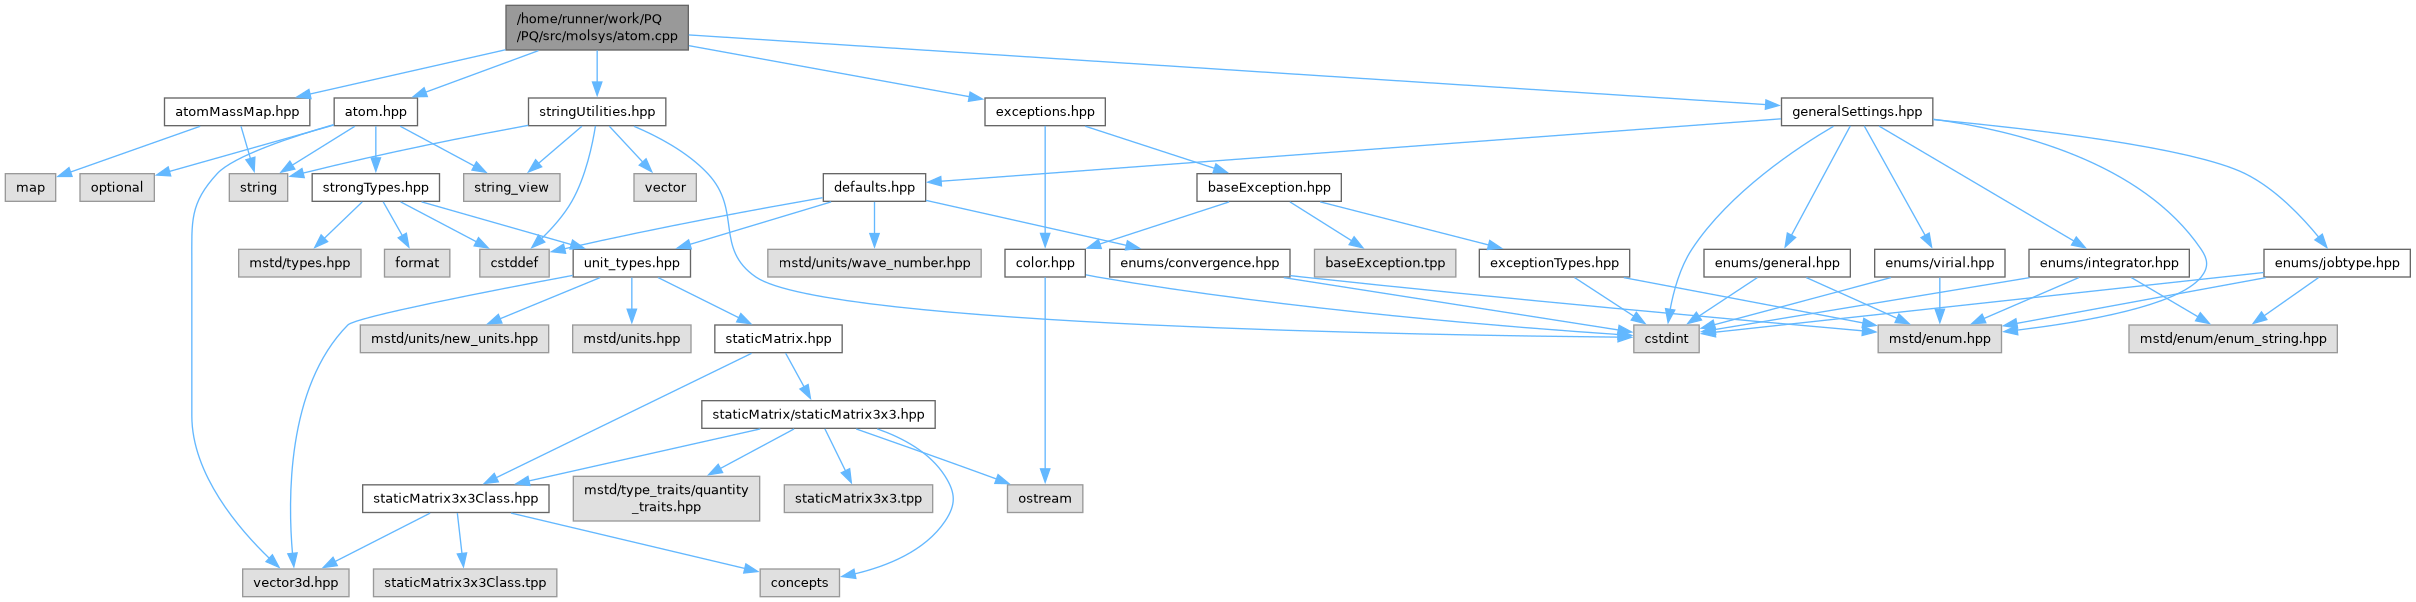 /home/runner/work/PQ
/PQ/src/molsys/atom.cpp
atomMassMap.hpp
atom.hpp
stringUtilities.hpp
exceptions.hpp
generalSettings.hpp
map
optional
string
strongTypes.hpp
string_view
vector
defaults.hpp
baseException.hpp
mstd/types.hpp
format
cstddef
unit_types.hpp
mstd/units/wave_number.hpp
color.hpp
enums/convergence.hpp
baseException.tpp
exceptionTypes.hpp
enums/general.hpp
enums/virial.hpp
enums/integrator.hpp
enums/jobtype.hpp
mstd/units/new_units.hpp
mstd/units.hpp
staticMatrix.hpp
cstdint
mstd/enum.hpp
mstd/enum/enum_string.hpp
staticMatrix/staticMatrix3x3.hpp
staticMatrix3x3Class.hpp
mstd/type_traits/quantity
_traits.hpp
staticMatrix3x3.tpp
ostream
vector3d.hpp
staticMatrix3x3Class.tpp
concepts